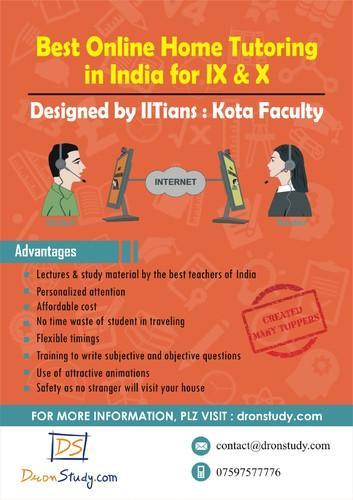 Best Online Home Tutoring
in India for IX & X
Designed by IITians : Kota Faculty
INTERNET
Advantages
Lectures & study material by the best teachers of India
Personalized attention
Affordable cost
No time waste of student in traveling
Flexible timings
Training to write subjective and objective questions
Use of attractive animations
Safety as no stranger will visit your house
CREATED
MANY TOPPERS
FOR MORE INFORMATION, PLZ VISIT : dronstudy.com
DS
DronStudy.com
contact@dronstudy.com
07597577776